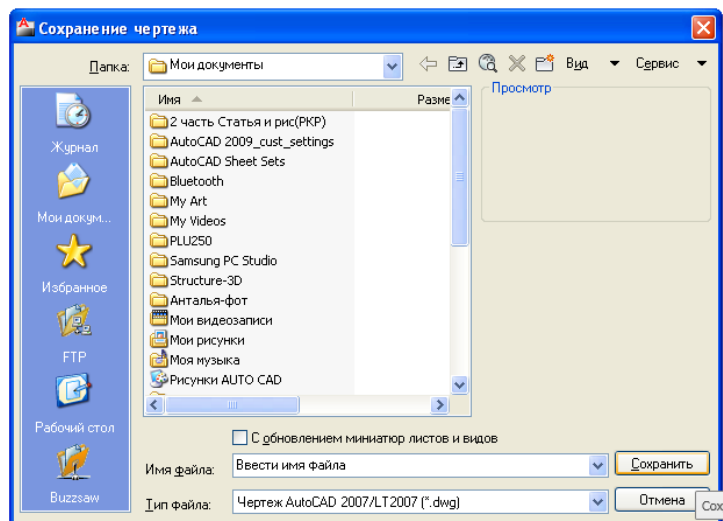 Сохранение чертежа
Папка: Мои документы Вид Сервис
Журнал
Мои докум...
Избранное
FTP
Рабочий стол
Buzzsaw
Имя Разме
2 часть Статья и рис(РКР)
AutoCAD 2009_cust_settings
AutoCAD Sheet Sets
Bluetooth
My Art
My Videos
PLU250
Samsung PC Studio
Structure-3D
Анталья-фот
Мои видеозаписи
Мои рисунки
Моя музыка
Рисунки AUTO CAD
Просмотр
С обновлением миниатюр листов и видов
Имя файла: Ввести имя файла Сохранить
Тип файла: Чертеж AutoCAD 2007/LT2007 (*.dwg) Отмена
Сох